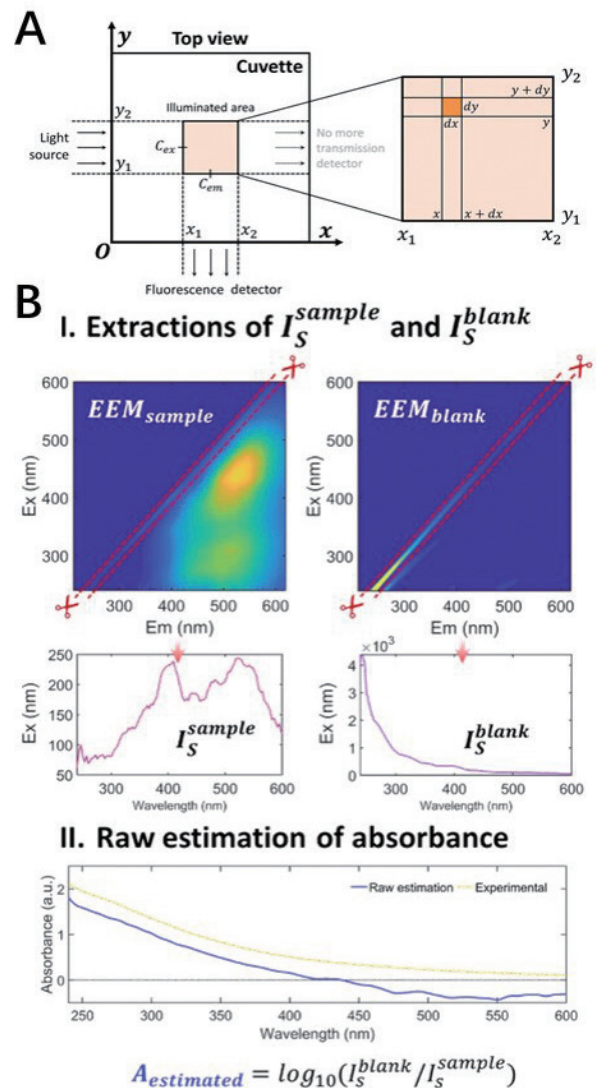 A
y
Top view
Cuvette
y₂
Illuminated area
Light
source
C_ex
No more
transmission
detector
y₁
C_em
O
x₁
x₂
x
Fluorescence detector
y₂
y + dy
dy
dx
y
x
x + dx
y₁
x₁
x₂
B
I. Extractions of I_S^sample and I_S^blank
600
EEM_sample
500
Ex (nm)
400
300
300
400
500
600
Em (nm)
600
EEM_blank
500
Ex (nm)
400
300
300
400
500
600
Em (nm)
250
200
Ex (nm)
150
100
50
I_S^sample
300
400
500
600
Wavelength (nm)
× 10³
4
3
Ex (nm)
2
1
0
I_S^blank
300
400
500
600
Wavelength (nm)
II. Raw estimation of absorbance
Absorbance (a.u.)
2
1
0
Raw estimation
Experimental
250
300
350
400
450
500
550
600
Wavelength (nm)
A_estimated = log₁₀(I_s^blank/I_s^sample)